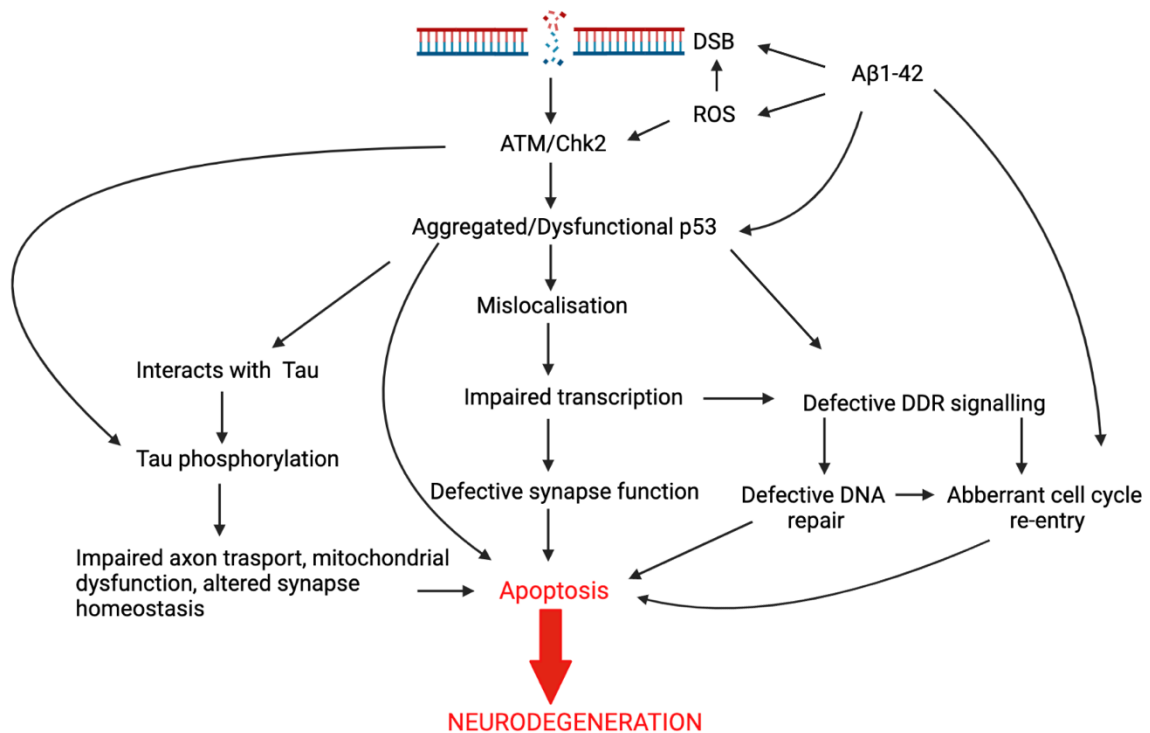 DSB
Aβ1-42
ROS
ATM/Chk2
Aggregated/Dysfunctional p53
Mislocalisation
Interacts with Tau
Impaired transcription
Defective DDR signalling
Tau phosphorylation
Defective synapse function
Defective DNA
repair
Abberrant cell cycle
re-entry
Impaired axon trasport, mitochondrial
dysfunction, altered synapse
homeostasis
Apoptosis
NEURODEGENERATION